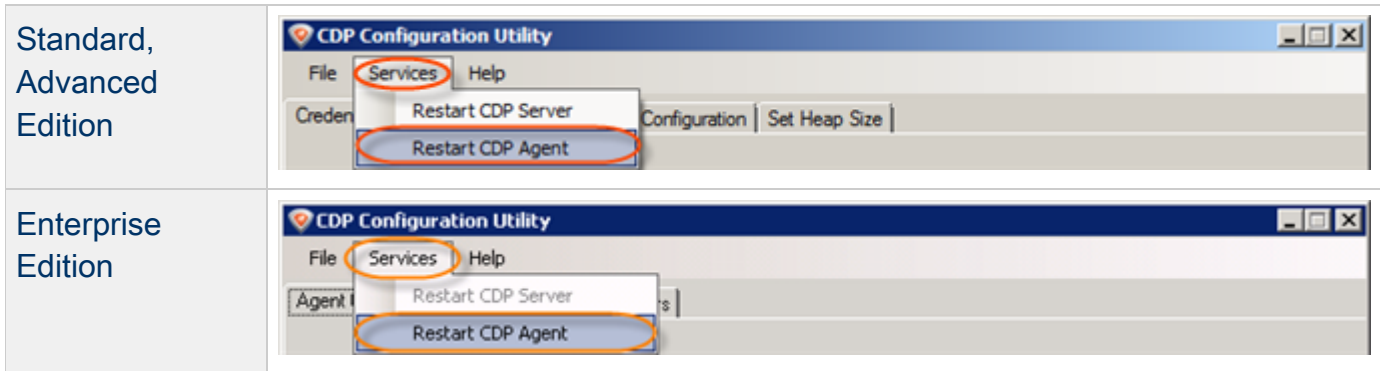 Standard,
Advanced
Edition
CDP Configuration Utility
File Services Help
Restart CDP Server
Configuration Set Heap Size
Restart CDP Agent
Enterprise
Edition
CDP Configuration Utility
File Services Help
Restart CDP Server
Agent
Restart CDP Agent